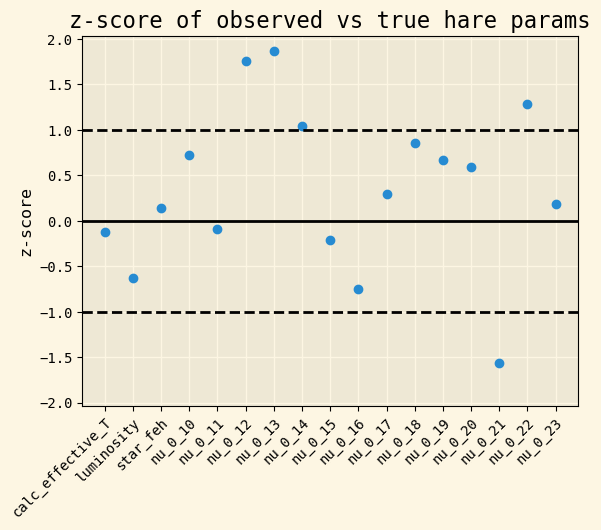 z-score of observed vs true hare params
z-score
2.0
1.5
1.0
0.5
0.0
−0.5
−1.0
−1.5
−2.0
calc_effective_T
luminosity
star_feh
nu_0_10
nu_0_11
nu_0_12
nu_0_13
nu_0_14
nu_0_15
nu_0_16
nu_0_17
nu_0_18
nu_0_19
nu_0_20
nu_0_21
nu_0_22
nu_0_23